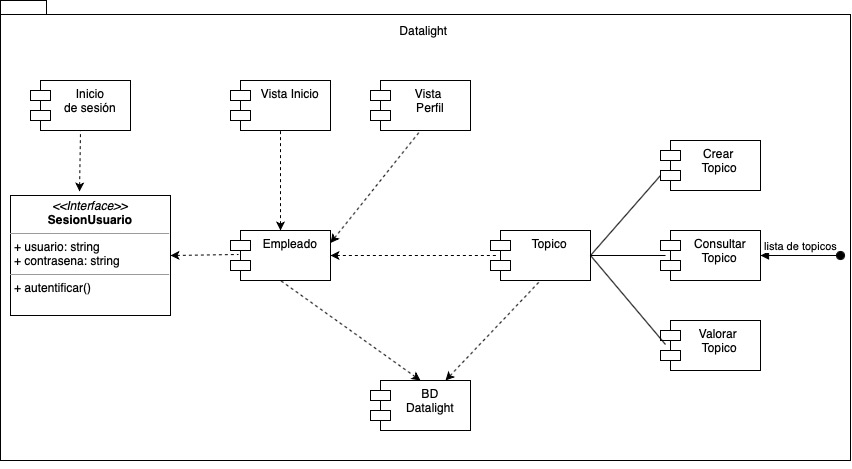 Datalight
Inicio
de sesión
Vista Inicio
Vista
Perfil
Crear
Topico
<<Interface>>
SesionUsuario
+ usuario: string
+ contrasena: string
+ autentificar()
Empleado
Topico
Consultar
Topico
lista de topicos
Valorar
Topico
BD
Datalight